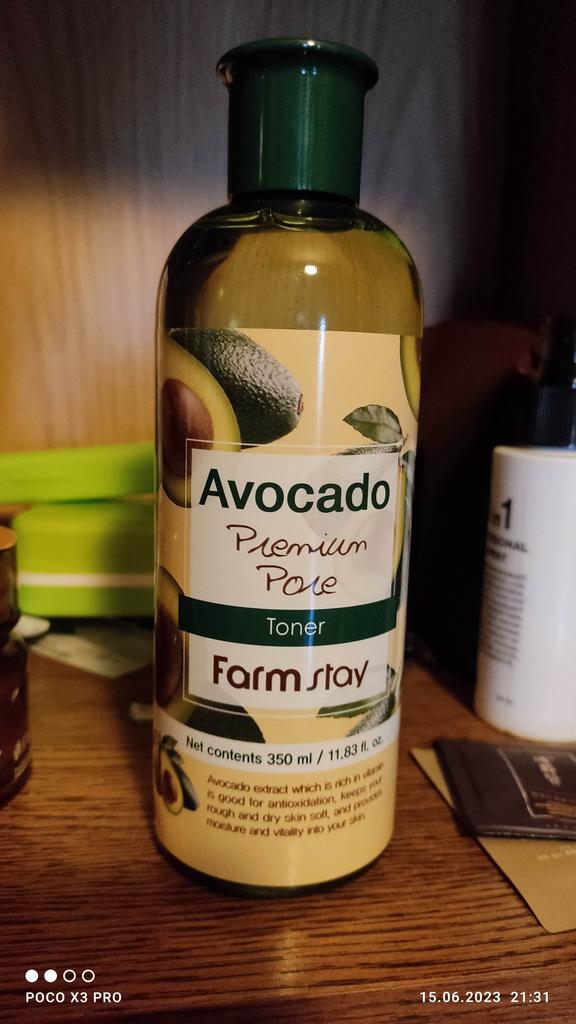 Avocado
Premium
Pore
Toner
Farmstay
Net contents 350 ml / 11.83 fl. oz.
Avocado extract which is rich in vitamin
is good for antioxidation, keeps your
rough and dry skin soft, and provides
moisture and vitality into your skin.
n1
POCO X3 PRO
15.06.2023 21:31